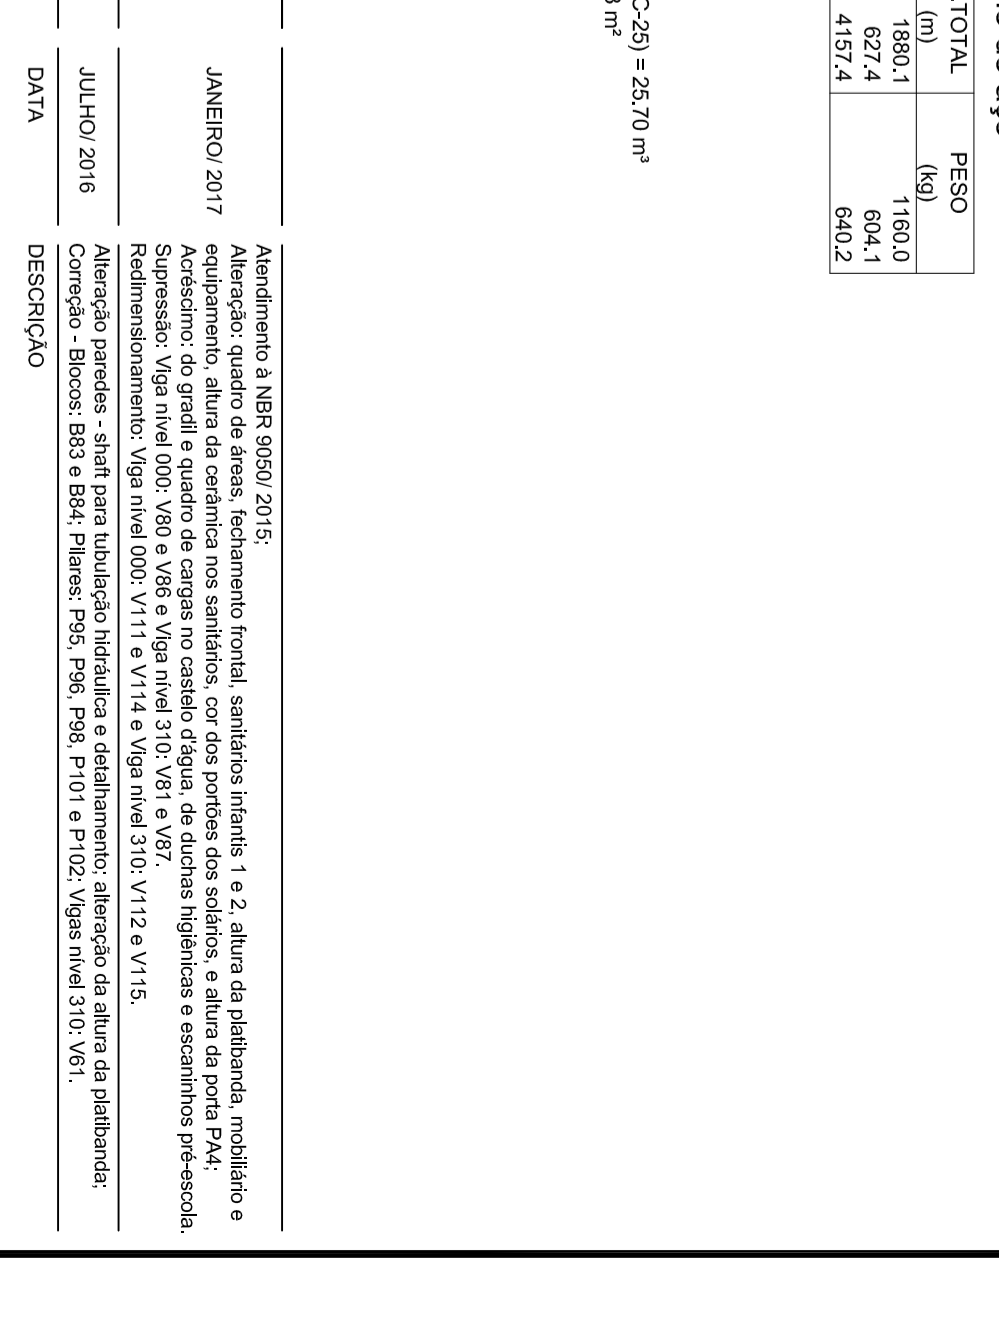 .TOTAL PESO
(m) (kg)
1880.1 1160.0
627.4 604.1
4157.4 640.2
C-25) = 25.70 m³
m²
JANEIRO/ 2017
Atendimento à NBR 9050/ 2015;
Alteração: quadro de áreas, fechamento frontal, sanitários infantis 1 e 2, altura da platibanda, mobiliário e
equipamento, altura da cerâmica nos sanitários, cor dos portões dos solários, e altura da porta PA4;
Acréscimo: do gradil e quadro de cargas no castelo d'água, de duchas higiênicas e escaninhos pré-escola.
Supressão: Viga nível 000: V80 e V86 e Viga nível 310: V81 e V87.
Redimensionamento: Viga nível 000: V111 e V114 e Viga nível 310: V112 e V115.
JULHO/ 2016
Alteração paredes - shaft para tubulação hidráulica e detalhamento; alteração da altura da platibanda;
Correção - Blocos: B83 e B84; Pilares: P95, P96, P98, P101 e P102; Vigas nível 310: V61.
DATA DESCRIÇÃO